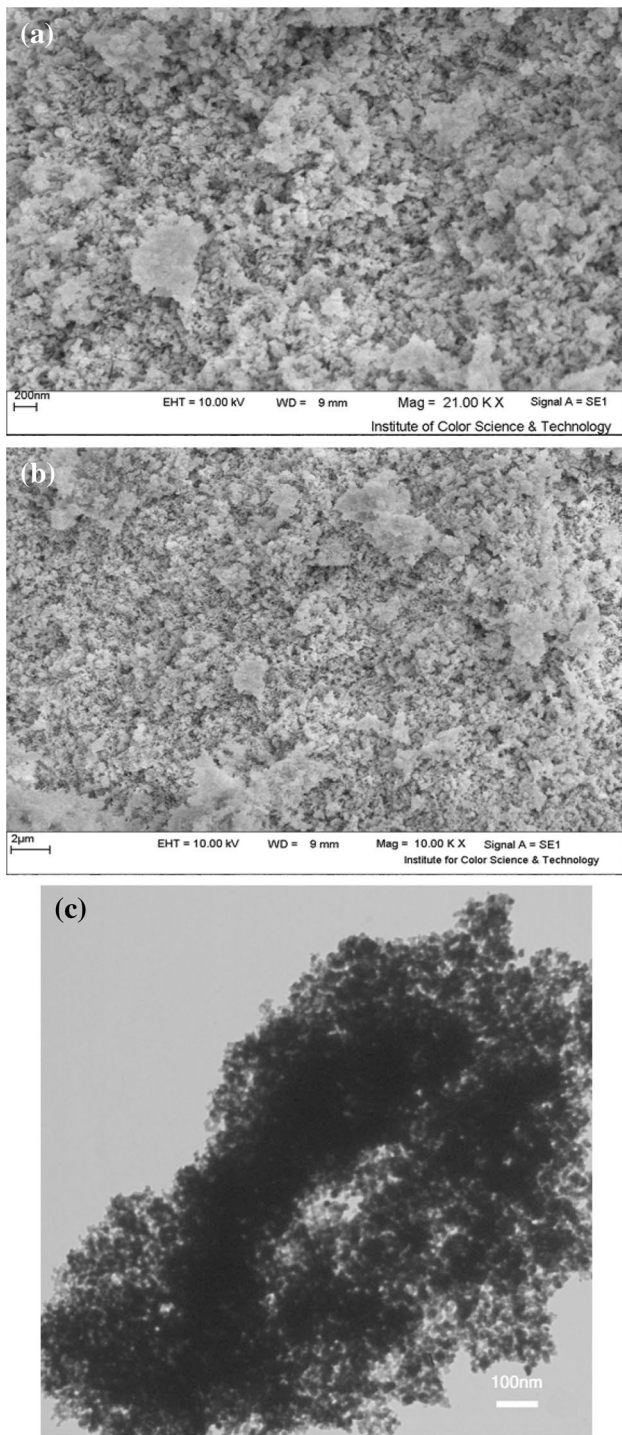 (a)
200nm EHT = 10.00 kV WD = 9 mm Mag = 21.00 K X Signal A = SE1
Institute of Color Science & Technology
(b)
2µm EHT = 10.00 kV WD = 9 mm Mag = 10.00 K X Signal A = SE1
Institute for Color Science & Technology
(c)
100nm